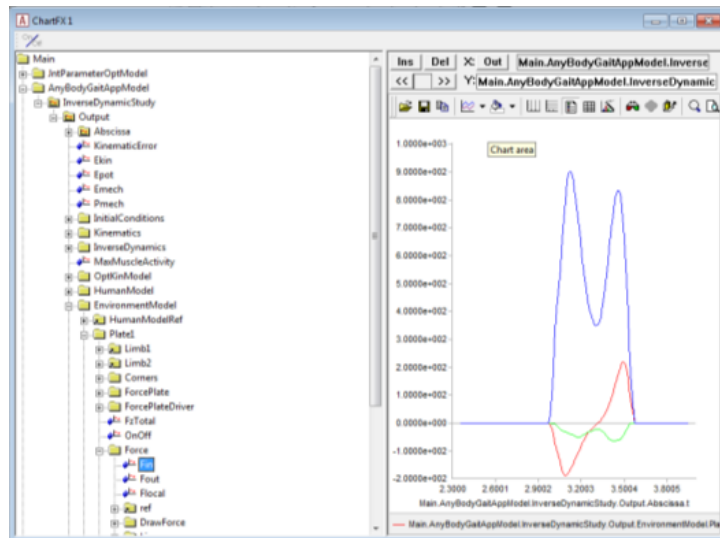 ChartFX 1
Main
JntParameterOptModel
AnyBodyGaitAppModel
InverseDynamicStudy
Output
Abscissa
KinematicError
Ekin
Epot
Emech
Pmech
InitialConditions
Kinematics
InverseDynamics
MaxMuscleActivity
OptKinModel
HumanModel
EnvironmentModel
HumanModelRef
Plate1
Limb1
Limb2
Corners
ForcePlate
ForcePlateDriver
FzTotal
OnOff
Force
Fin
Fout
Flocal
ref
DrawForce
Ins Del X: Out Main.AnyBodyGaitAppModel.Inverse
<< >> Y: Main.AnyBodyGaitAppModel.InverseDynamic
Chart area
1.0000e+003
9.0000e+002
8.0000e+002
7.0000e+002
6.0000e+002
5.0000e+002
4.0000e+002
3.0000e+002
2.0000e+002
1.0000e+002
0.0000e+000
-1.0000e+002
-2.0000e+002
2.3000 2.6001 2.9002 3.2003 3.5004 3.8005
Main.AnyBodyGaitAppModel.InverseDynamicStudy.Output.Abscissa.t
Main.AnyBodyGaitAppModel.InverseDynamicStudy.Output.EnvironmentModel.Pla